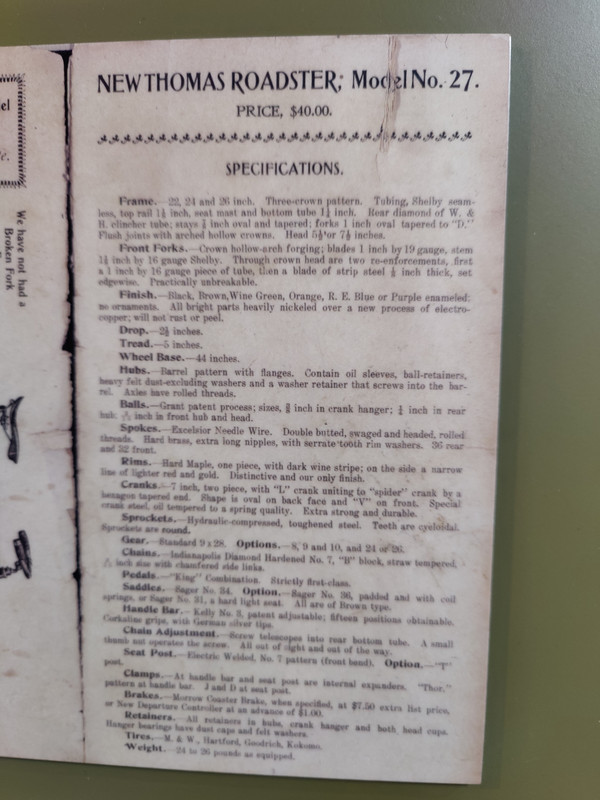 el
c.
We have not had a
Broken Fork
NEW THOMAS ROADSTER; Model No. 27.
PRICE, $40.00.
SPECIFICATIONS.
Frame.—22, 24 and 26 inch. Three-crown pattern. Tubing, Shelby seam-
less, top rail 1⅛ inch, seat mast and bottom tube 1¼ inch. Rear diamond of W. &
H. clincher tube; stays ¾ inch oval and tapered; forks 1 inch oval tapered to "D."
Flush joints with arched hollow crowns. Head 5½ or 7½ inches.
Front Forks.—Crown hollow-arch forging; blades 1 inch by 19 gauge, stem
inch by 16 gauge Shelby. Through crown head are two re-enforcements, first
a 1 inch by 16 gauge piece of tube, then a blade of strip steel inch thick, set
edgewise. Practically unbreakable.
Finish.—Black, Brown, Wine Green, Orange, R. E. Blue or Purple enameled;
no ornaments. All bright parts heavily nickeled over a new process of electro-
copper; will not rust or peel.
Drop.—2½ inches.
Tread.—5 inches.
Wheel Base.—44 inches.
Hubs.—Barrel pattern with flanges. Contain oil sleeves, ball-retainers,
heavy felt dust-excluding washers and a washer retainer that screws into the bar-
rel. Axles have rolled threads.
Balls.—Grant patent process; sizes, inch in crank hanger; ¼ inch in rear
hub; inch in front hub and head.
Spokes.—Excelsior Needle Wire. Double butted, swaged and headed, rolled
threads. Hard brass, extra long nipples, with serrate tooth rim washers. 36 rear
and 32 front.
Rims.—Hard Maple, one piece, with dark wine stripe; on the side a narrow
line of lighter red and gold. Distinctive and our only finish.
Cranks.—7 inch, two piece, with "L" crank uniting to "spider" crank by a
hexagon tapered end. Shape is oval on back face and "V" on front. Special
crank steel, oil tempered to a spring quality. Extra strong and durable.
Sprockets.—Hydraulic-compressed, toughened steel. Teeth are cycloidal.
Sprockets are round.
Gear.—Standard 9 x 28. Options.—8, 9 and 10, and 24 or 26.
Chains.—Indianapolis Diamond Hardened No. 7, "B" block, straw tempered,
inch size with chamfered side links.
Pedals.—"King" Combination. Strictly first-class.
Saddles.—Sager No. 34. Option.—Sager No. 36, padded and with coil
springs, or Sager No. 31, a hard light seat. All are of Brown type.
Handle Bar.—Kelly No. 3, patent adjustable; fifteen positions obtainable.
Corkaline grips, with German silver tips.
Chain Adjustment.—Screw telescopes into rear bottom tube. A small
thumb nut operates the screw. All out of sight and out of the way.
Seat Post.—Electric Welded, No. 7 pattern (front band). Option.—"T"
post.
Clamps.—At handle bar and seat post are internal expanders. "Thor,"
pattern at handle bar. J and D at seat post.
Brakes.—Morrow Coaster Brake, when specified, at $7.50 extra list price,
or New Departure Controller at an advance of $1.00.
Retainers.—All retainers in hubs, crank hanger and both head cups.
Hanger bearings have dust caps and felt washers.
Tires.—M. & W., Hartford, Goodrich, Kokomo.
Weight.—24 to 26 pounds as equipped.